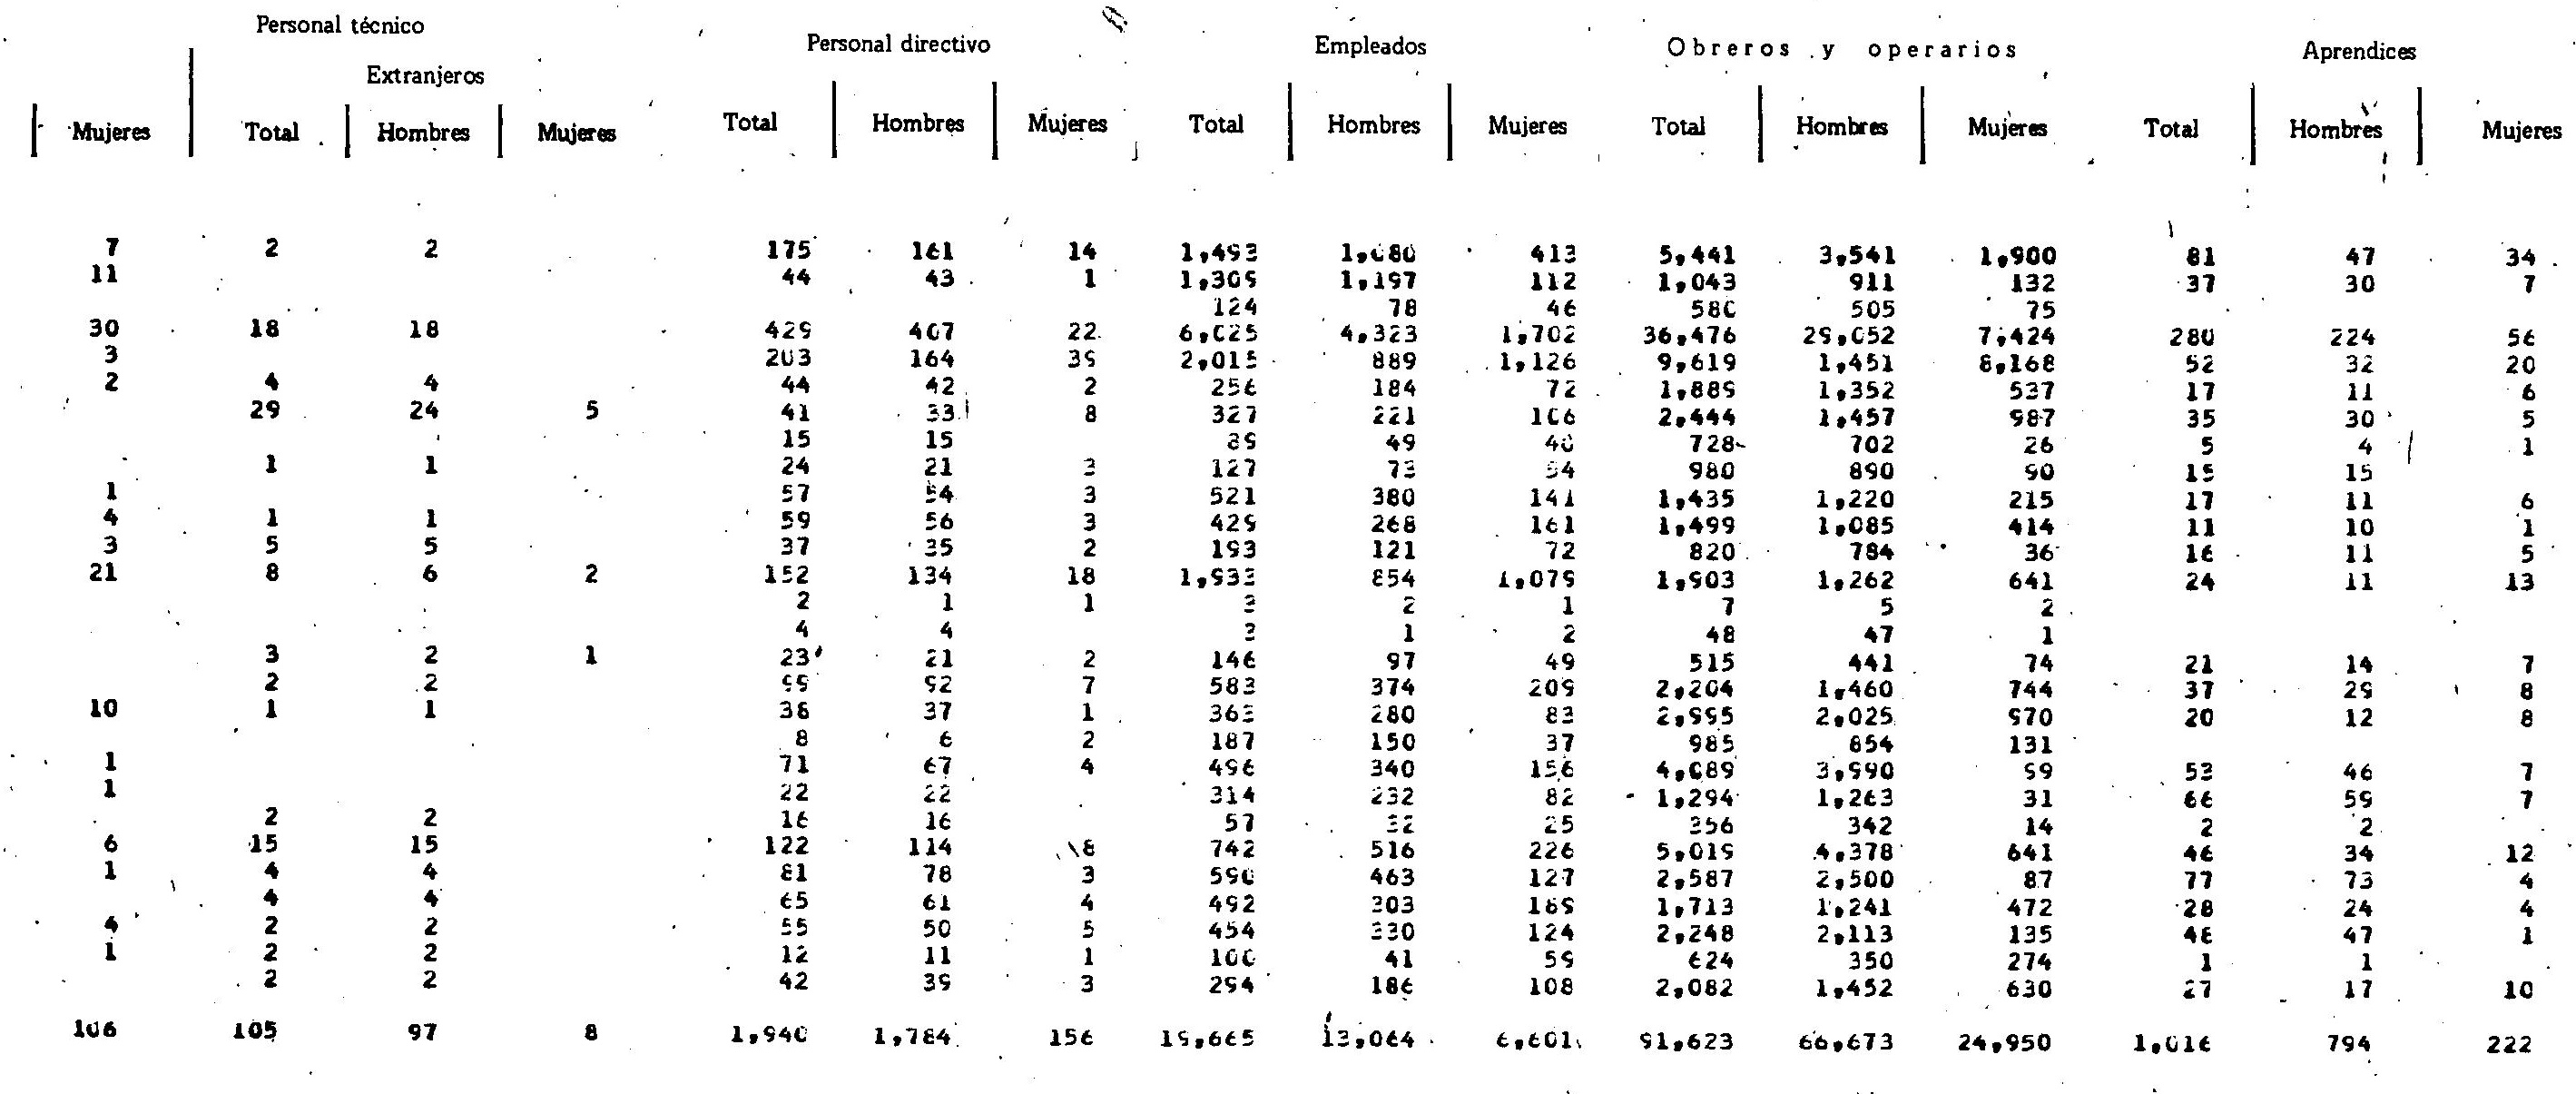 Personal técnico Personal directivo Empleados Obreros y operarios Aprendices
Extranjeros
Mujeres Total Hombres Mujeres Total Hombres Mujeres Total Hombres Mujeres Total Hombres Mujeres Total Hombres Mujeres
7 2 2 175 161 14 1,493 1,080 413 5,441 3,541 1,900 81 47 34
11 44 43 1 1,309 1,197 112 1,043 911 132 37 30 7
124 78 46 580 505 75
30 18 18 429 407 22 6,025 4,323 1,702 36,476 29,052 7,424 280 224 56
3 203 164 39 2,015 889 1,126 9,619 1,451 8,168 52 32 20
2 4 4 44 42 2 256 184 72 1,889 1,352 537 17 11 6
29 24 5 41 33 8 327 221 106 2,444 1,457 987 35 30 5
15 15 89 49 40 728 702 26 5 4 1
1 1 24 21 3 127 73 54 980 890 90 15 15
1 57 54 3 521 380 141 1,435 1,220 215 17 11 6
4 1 1 59 56 3 429 268 161 1,499 1,085 414 11 10 1
3 5 5 37 35 2 193 121 72 820 784 36 16 11 5
21 8 6 2 152 134 18 1,933 854 1,079 1,903 1,262 641 24 11 13
2 1 1 3 2 1 7 5 2
4 4 3 1 2 48 47 1
3 2 1 23 21 2 146 97 49 515 441 74 21 14 7
2 2 99 92 7 583 374 209 2,204 1,460 744 37 29 8
10 1 1 38 37 1 363 280 83 2,995 2,025 970 20 12 8
8 6 2 187 150 37 985 854 131
1 71 67 4 496 340 156 4,089 3,990 99 53 46 7
1 22 22 314 232 82 1,294 1,263 31 66 59 7
2 2 16 16 57 32 25 356 342 14 2 2
6 15 15 122 114 8 742 516 226 5,019 4,378 641 46 34 12
1 4 4 81 78 3 590 463 127 2,587 2,500 87 77 73 4
4 4 65 61 4 492 303 189 1,713 1,241 472 28 24 4
4 2 2 55 50 5 454 330 124 2,248 2,113 135 48 47 1
1 2 2 12 11 1 100 41 59 624 350 274 1 1
2 2 42 39 3 294 186 108 2,082 1,452 630 27 17 10
106 105 97 8 1,940 1,784 156 19,665 13,064 6,601 91,623 66,673 24,950 1,016 794 222